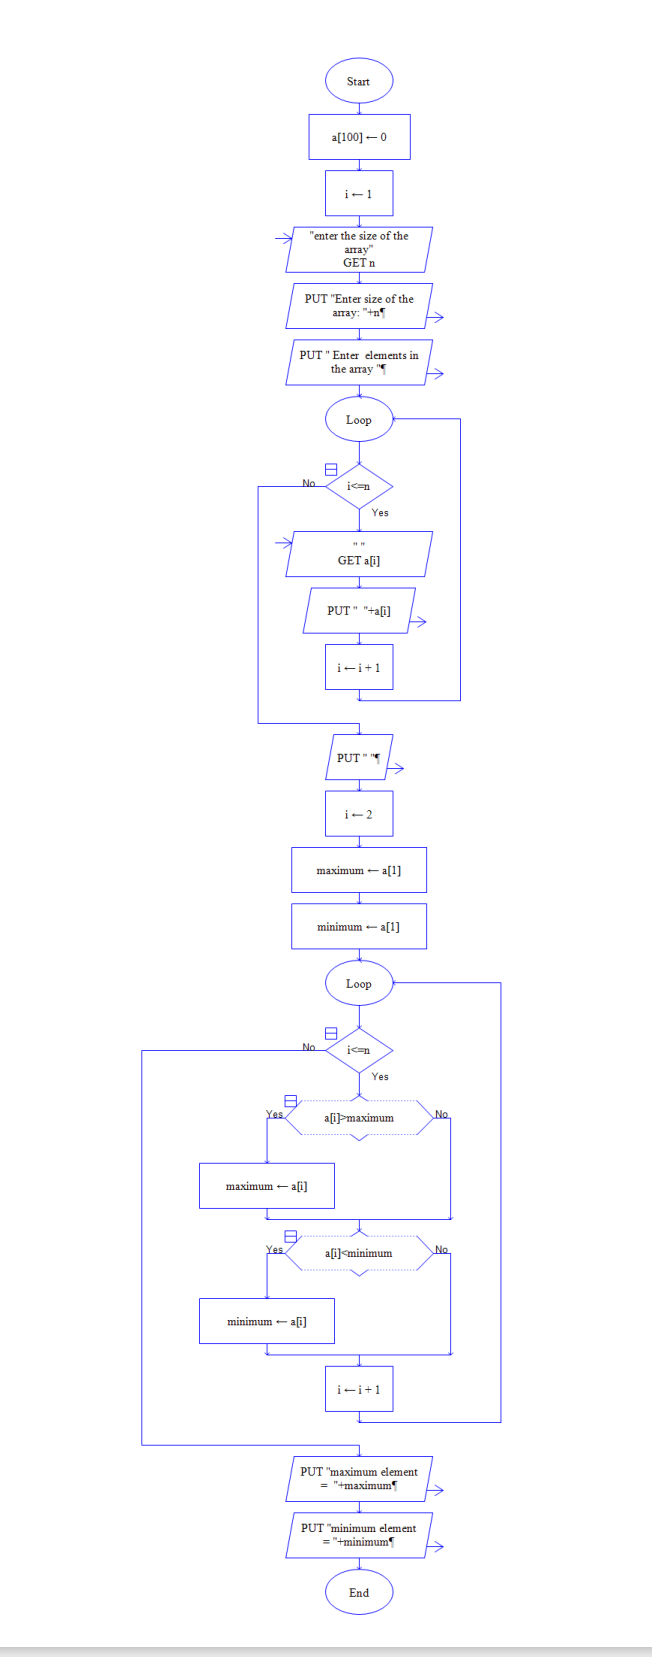 Start
a[100] ← 0
i ← 1
"enter the size of the
array"
GET n
PUT "Enter size of the
array: "+n¶
PUT " Enter  elements in
the array "¶
Loop
No
i<=n
Yes
" "
GET a[i]
PUT "  "+a[i]
i ← i + 1
PUT " "¶
i ← 2
maximum ← a[1]
minimum ← a[1]
Loop
No
i<=n
Yes
Yes
a[i]>maximum
No
maximum ← a[i]
Yes
a[i]<minimum
No
minimum ← a[i]
i ← i + 1
PUT "maximum element
=  "+maximum¶
PUT "minimum element
= "+minimum¶
End